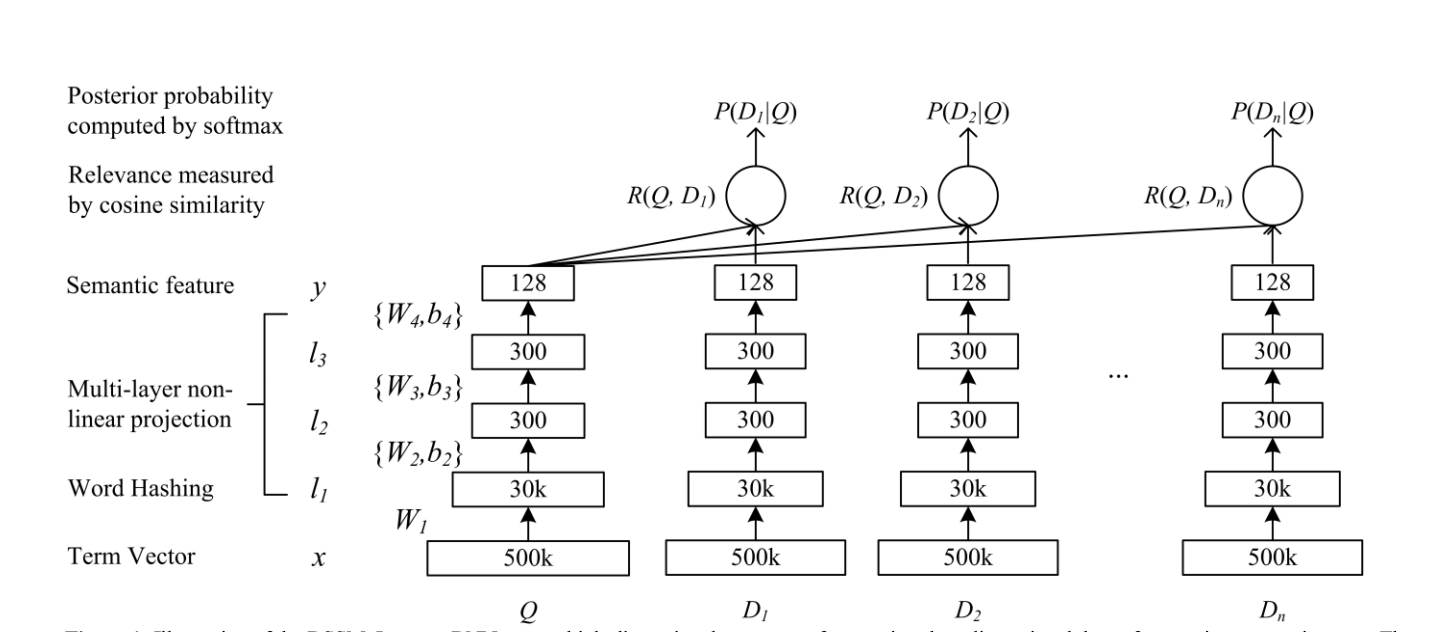 Posterior probability
computed by softmax
P(D1|Q) P(D2|Q) P(Dn|Q)
Relevance measured
by cosine similarity
R(Q, D1) R(Q, D2) R(Q, Dn)
Semantic feature y 128 128 128 128
{W4,b4}
l3 300 300 300 300
Multi-layer non-
linear projection
{W3,b3}
...
l2 300 300 300 300
{W2,b2}
Word Hashing l1 30k 30k 30k 30k
W1
Term Vector x 500k 500k 500k 500k
Q D1 D2 Dn